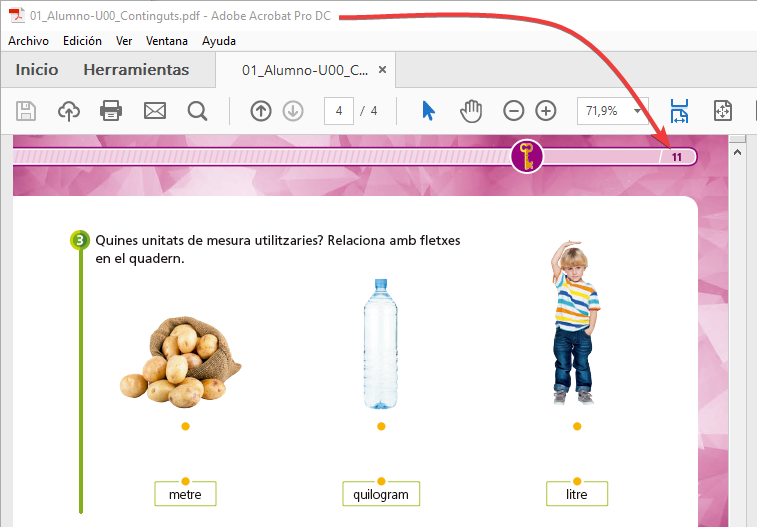 01_Alumno-U00_Continguts.pdf - Adobe Acrobat Pro DC
Archivo Edición Ver Ventana Ayuda
Inicio Herramientas 01_Alumno-U00_C... ×
4 / 4 71,9%
11
3 Quines unitats de mesura utilitzaries? Relaciona amb fletxes
en el quadern.
metre quilogram litre